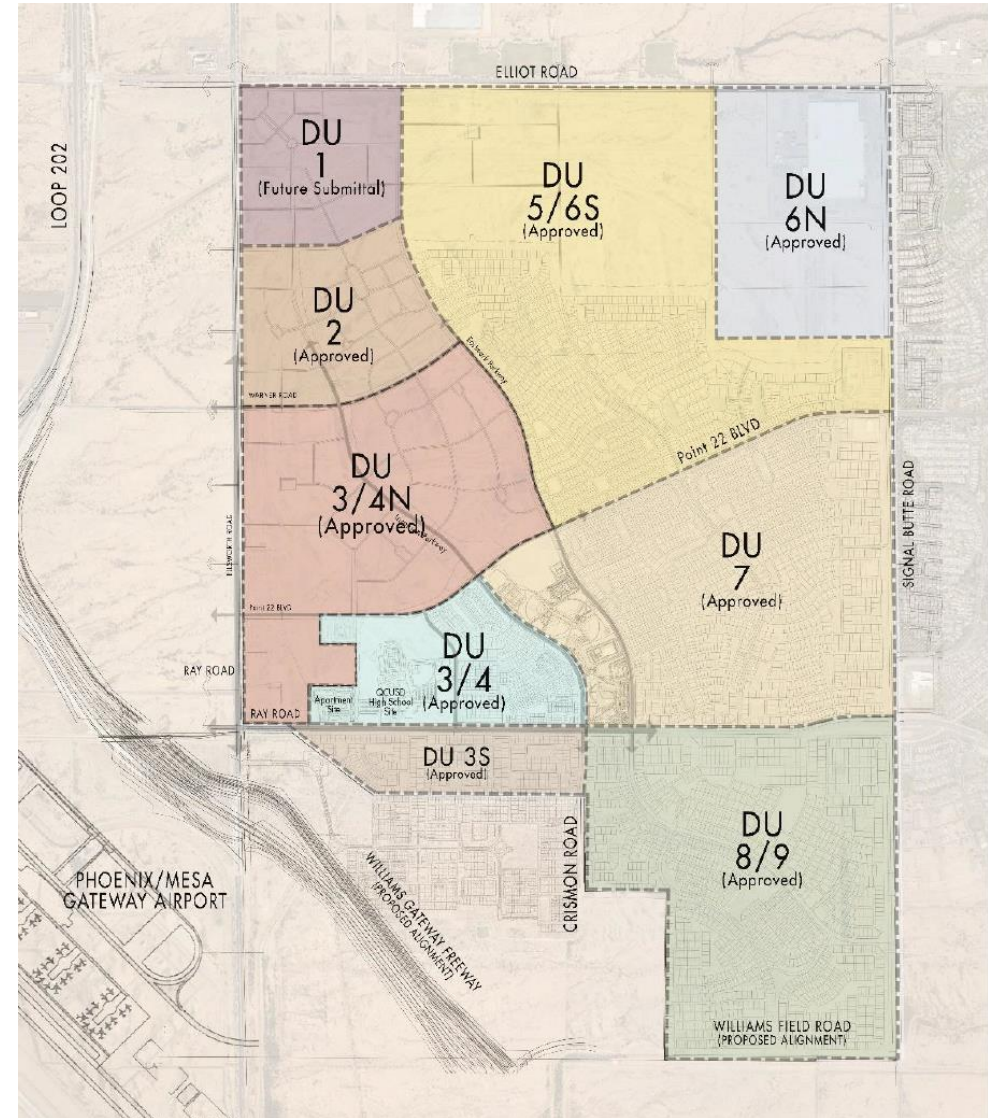 ELLIOT ROAD
LOOP 202
DU
1
(Future Submittal)
DU
5/6S
(Approved)
DU
6N
(Approved)
DU
2
(Approved)
WARNER ROAD
DU
3/4N
(Approved)
ELLSWORTH ROAD
Point 22 BLVD
SIGNAL BUTTE ROAD
DU
7
(Approved)
Point 22 BLVD
RAY ROAD
DU
3/4
(Approved)
QCUSD
High School
Site
Apartment
Site
RAY ROAD
DU 3S
(Approved)
CRISMON ROAD
DU
8/9
(Approved)
PHOENIX/MESA
GATEWAY AIRPORT
WILLIAMS GATEWAY FREEWAY
(PROPOSED ALIGNMENT)
WILLIAMS FIELD ROAD
(PROPOSED ALIGNMENT)